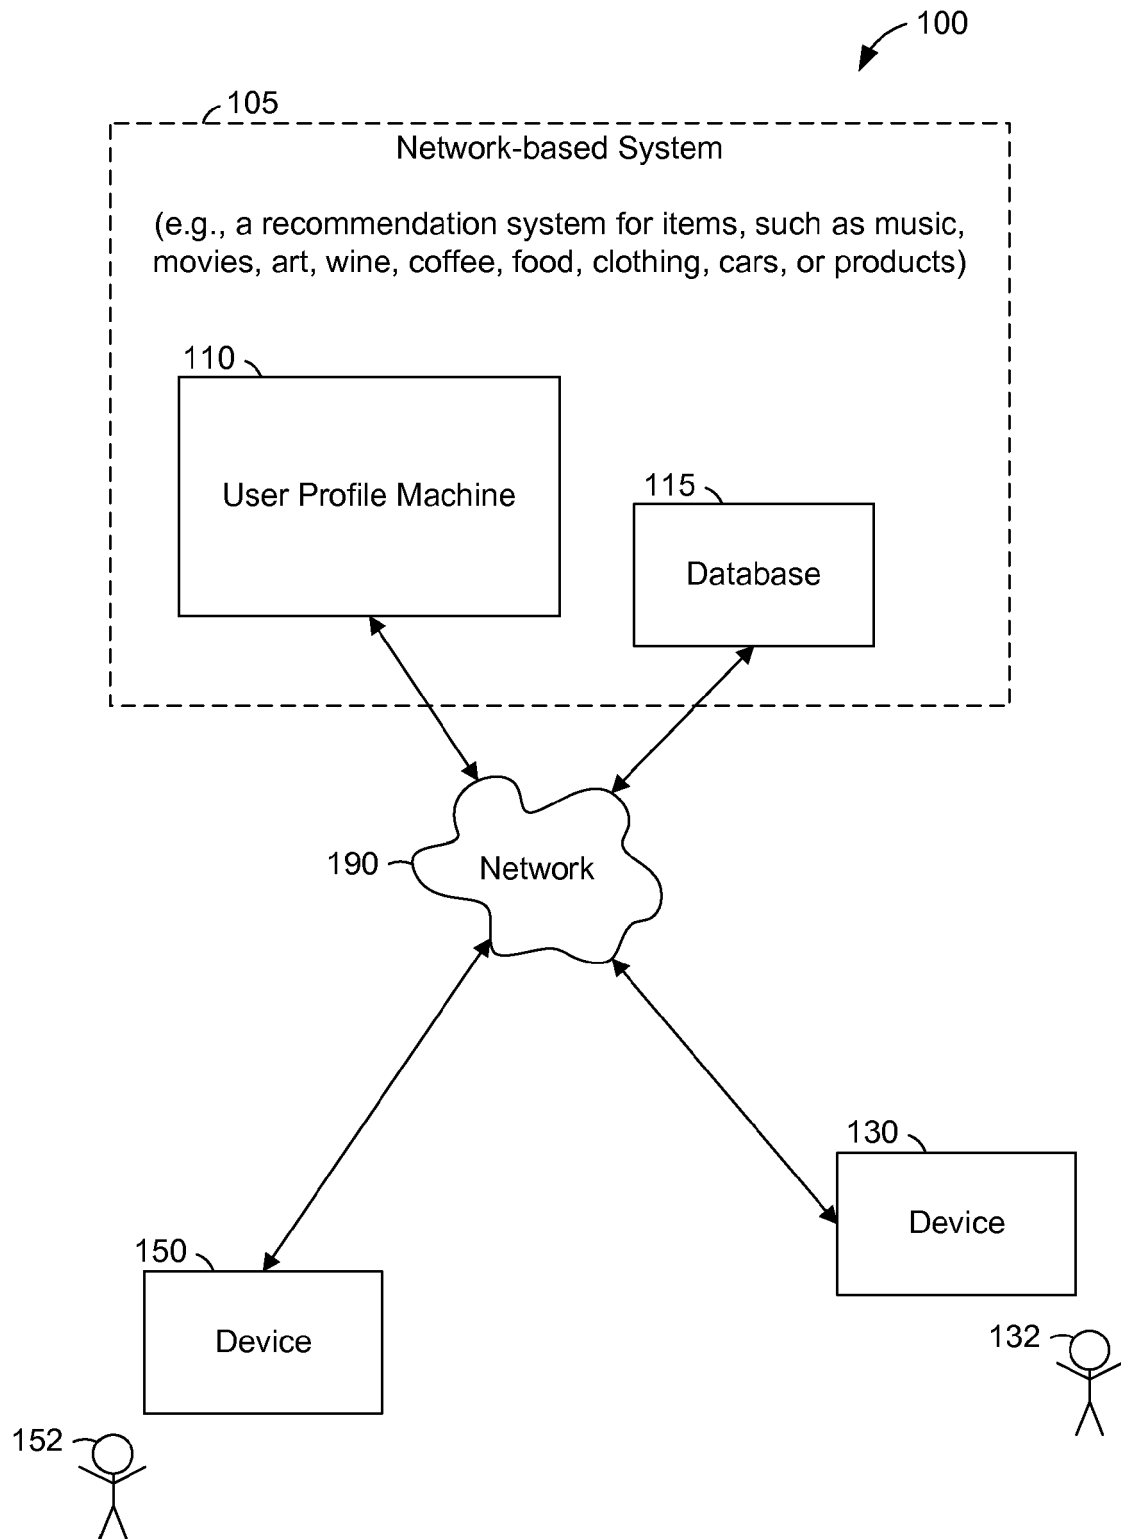 100
105
Network-based System
(e.g., a recommendation system for items, such as music,
movies, art, wine, coffee, food, clothing, cars, or products)
110
User Profile Machine
115
Database
190
Network
130
Device
150
Device
132
152